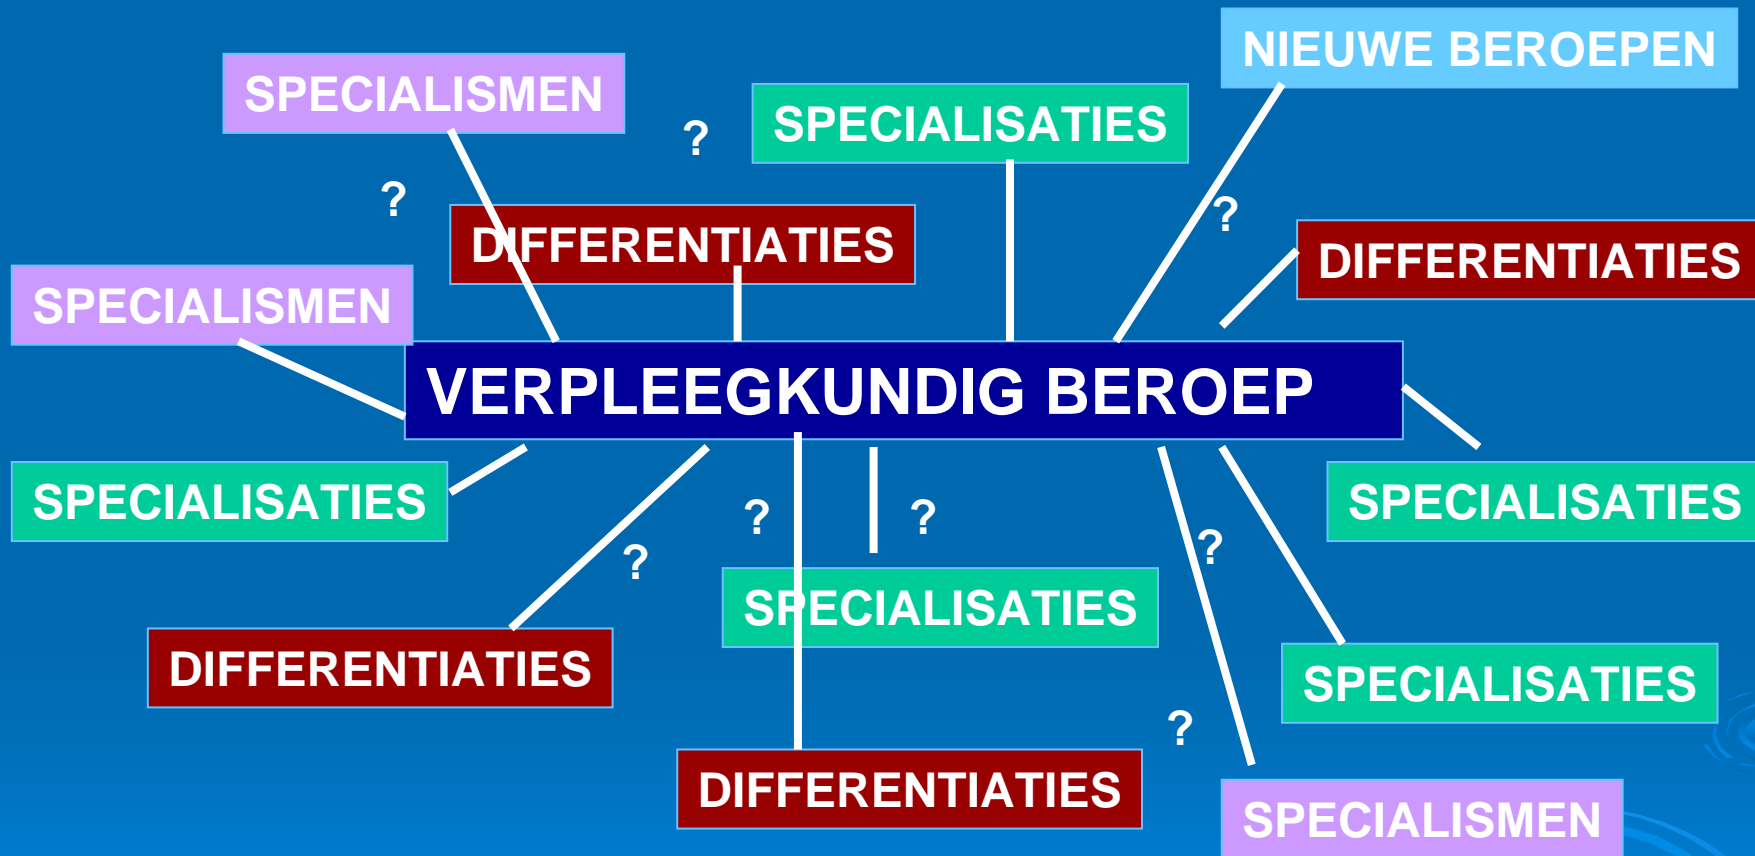 NIEUWE BEROEPEN
SPECIALISMEN
SPECIALISATIES
?
?
?
DIFFERENTIATIES
DIFFERENTIATIES
SPECIALISMEN
VERPLEEGKUNDIG BEROEP
SPECIALISATIES
SPECIALISATIES
?
?
?
?
SPECIALISATIES
DIFFERENTIATIES
SPECIALISATIES
?
DIFFERENTIATIES
SPECIALISMEN